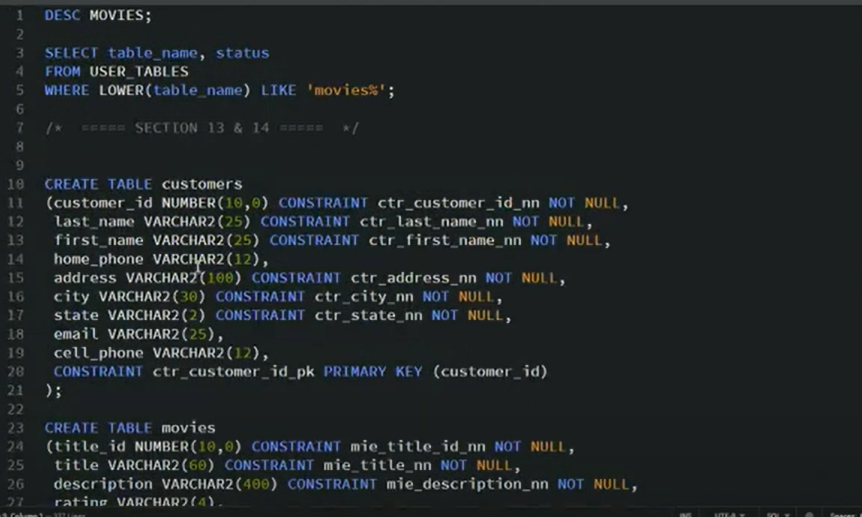 1 DESC MOVIES;
2
3 SELECT table_name, status
4 FROM USER_TABLES
5 WHERE LOWER(table_name) LIKE 'movies%';
6
7 /*  ===== SECTION 13 & 14 =====  */
8
9
10 CREATE TABLE customers
11 (customer_id NUMBER(10,0) CONSTRAINT ctr_customer_id_nn NOT NULL,
12  last_name VARCHAR2(25) CONSTRAINT ctr_last_name_nn NOT NULL,
13  first_name VARCHAR2(25) CONSTRAINT ctr_first_name_nn NOT NULL,
14  home_phone VARCHAR2(12),
15  address VARCHAR2(100) CONSTRAINT ctr_address_nn NOT NULL,
16  city VARCHAR2(30) CONSTRAINT ctr_city_nn NOT NULL,
17  state VARCHAR2(2) CONSTRAINT ctr_state_nn NOT NULL,
18  email VARCHAR2(25),
19  cell_phone VARCHAR2(12),
20  CONSTRAINT ctr_customer_id_pk PRIMARY KEY (customer_id)
21 );
22
23 CREATE TABLE movies
24 (title_id NUMBER(10,0) CONSTRAINT mie_title_id_nn NOT NULL,
25  title VARCHAR2(60) CONSTRAINT mie_title_nn NOT NULL,
26  description VARCHAR2(400) CONSTRAINT mie_description_nn NOT NULL,
27  rating VARCHAR2(4),